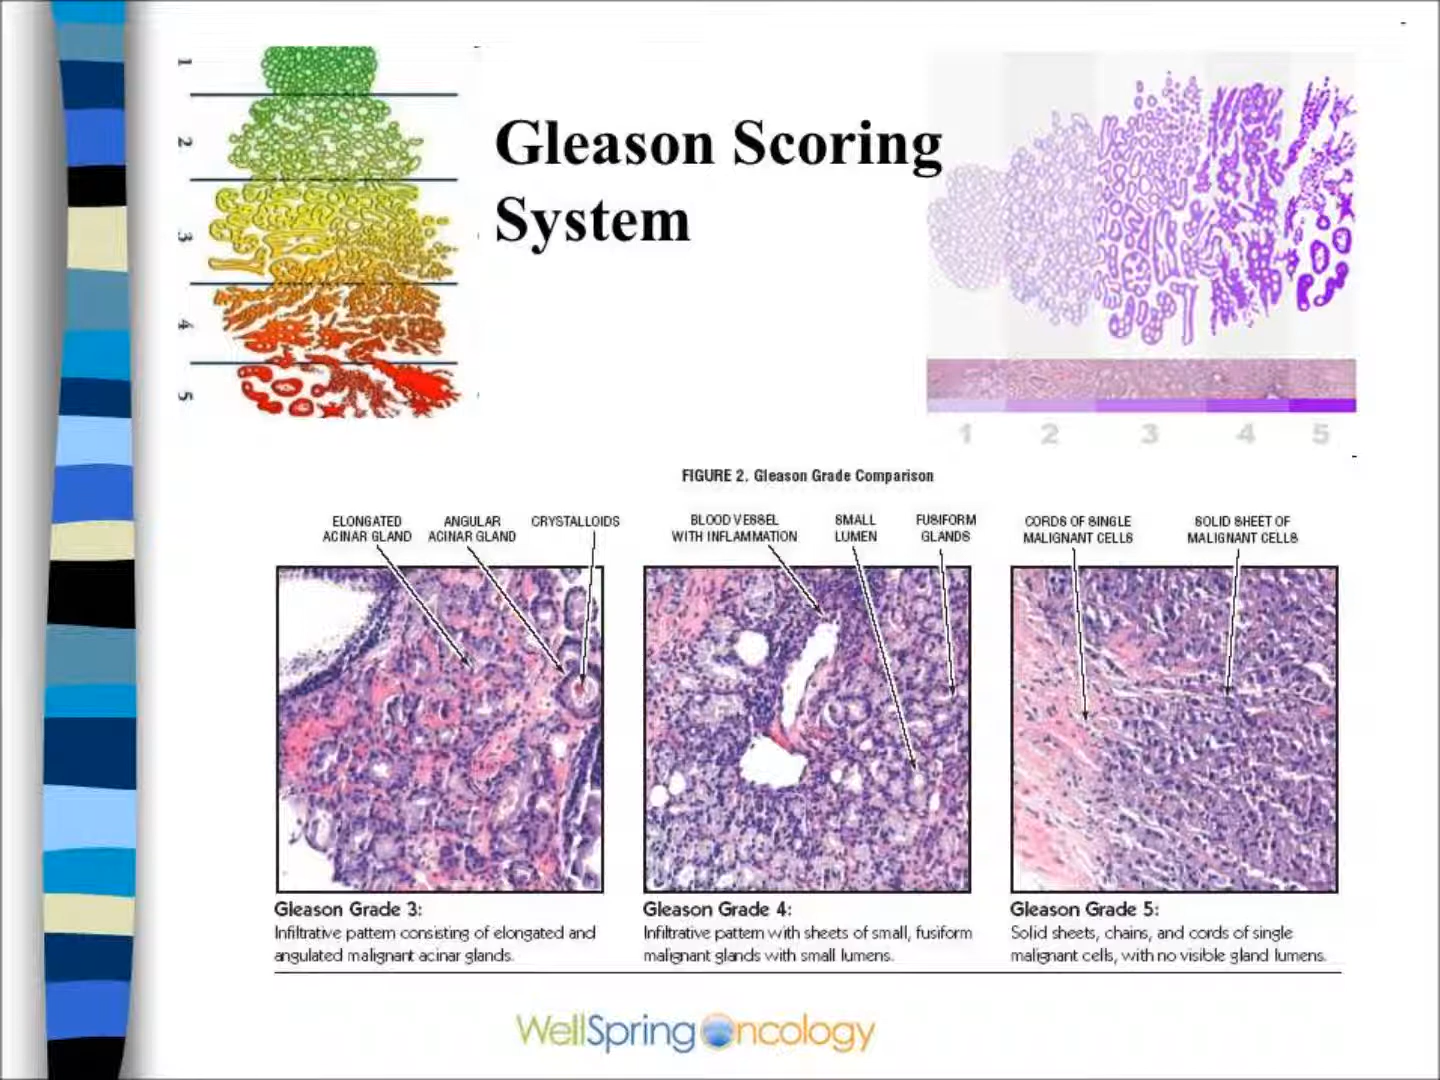 Gleason Scoring
System
1
2
3
4
5
1 2 3 4 5
FIGURE 2. Gleason Grade Comparison
ELONGATED
ACINAR GLAND
ANGULAR
ACINAR GLAND
CRYSTALLOIDS
BLOOD VESSEL
WITH INFLAMMATION
SMALL
LUMEN
FUSIFORM
GLANDS
CORDS OF SINGLE
MALIGNANT CELLS
SOLID SHEET OF
MALIGNANT CELLS
Gleason Grade 3:
Infiltrative pattern consisting of elongated and
angulated malignant acinar glands.
Gleason Grade 4:
Infiltrative pattern with sheets of small, fusiform
malignant glands with small lumens.
Gleason Grade 5:
Solid sheets, chains, and cords of single
malignant cells, with no visible gland lumens.
WellSpring Oncology